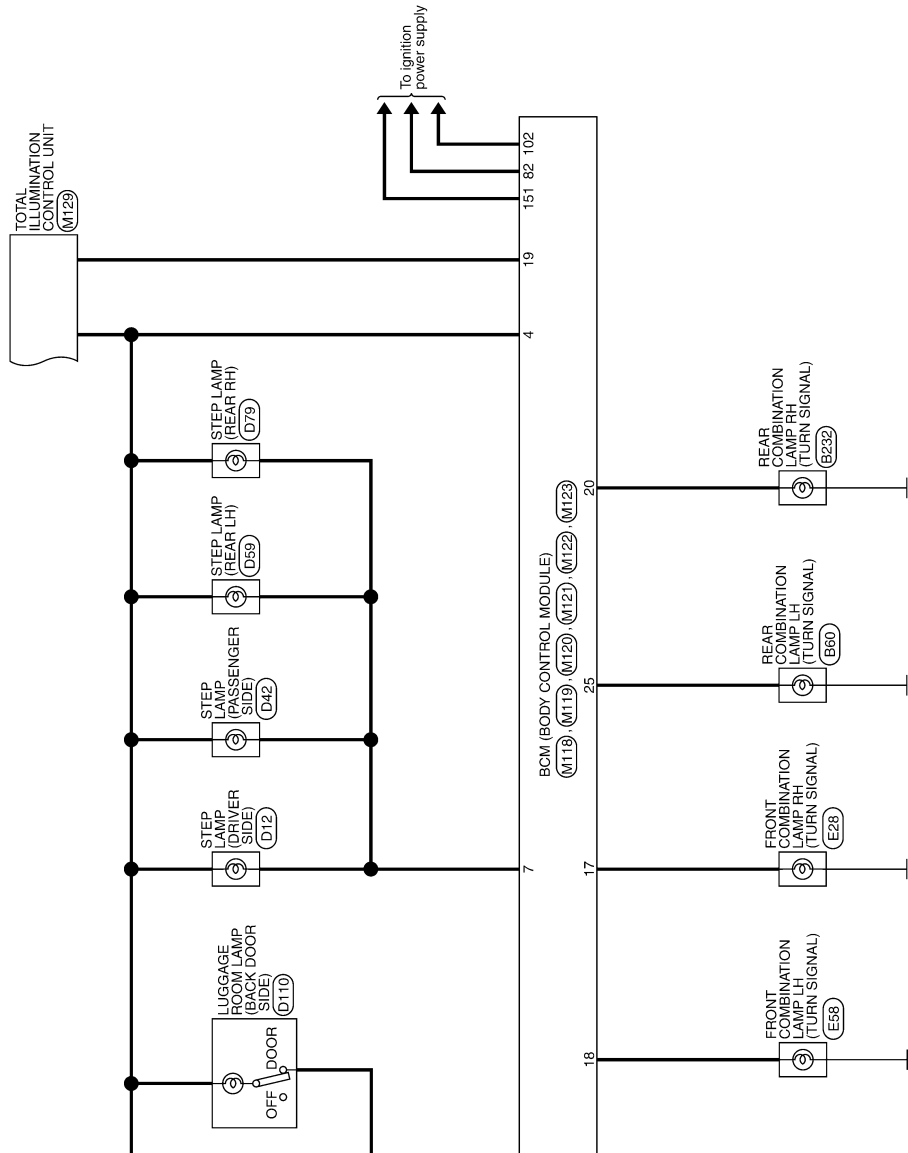 TOTAL
ILLUMINATION
CONTROL UNIT
M129
To ignition
power supply
102
82
151
19
4
STEP LAMP
(REAR RH)
D79
STEP LAMP
(REAR LH)
D59
STEP
LAMP
(PASSENGER
SIDE)
D42
STEP
LAMP
(DRIVER
SIDE)
D12
LUGGAGE
ROOM LAMP
(BACK DOOR
SIDE)
D110
OFF
DOOR
7
BCM (BODY CONTROL MODULE)
M118 , M119 , M120 , M121 , M122 , M123
20
25
17
18
REAR
COMBINATION
LAMP RH
(TURN SIGNAL)
B232
REAR
COMBINATION
LAMP LH
(TURN SIGNAL)
B60
FRONT
COMBINATION
LAMP RH
(TURN SIGNAL)
E28
FRONT
COMBINATION
LAMP LH
(TURN SIGNAL)
E58